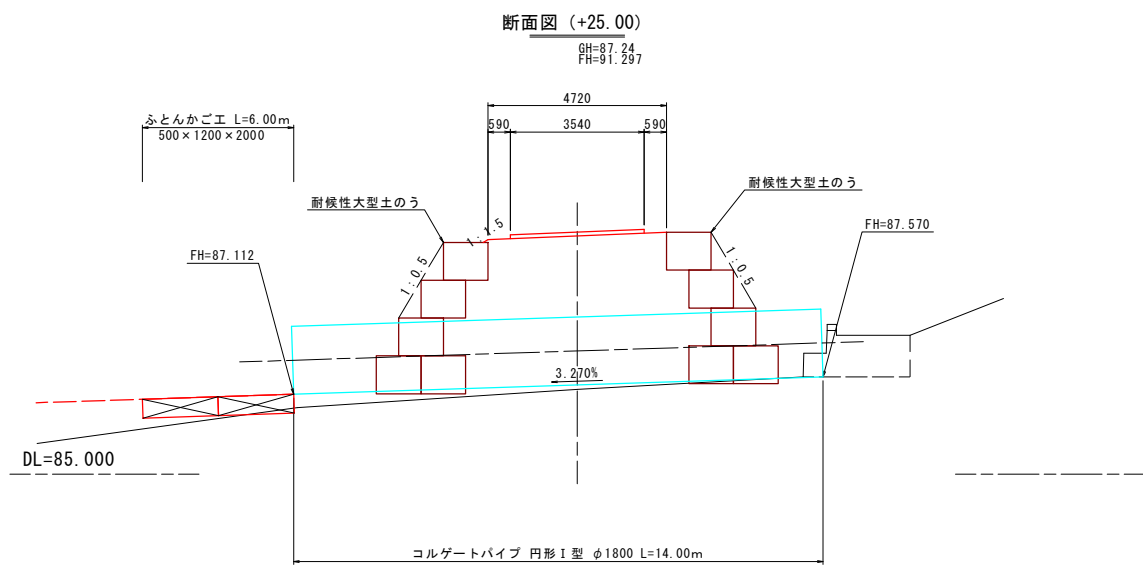 断面図 (+25.00)
GH=87.24
FH=91.297
4720
590
3540
590
ふとんかご工 L=6.00m
500×1200×2000
耐候性大型土のう
耐候性大型土のう
FH=87.570
FH=87.112
1:1.5
1:0.5
1:0.5
3.270%
DL=85.000
コルゲートパイプ 円形Ⅰ型 φ1800 L=14.00m